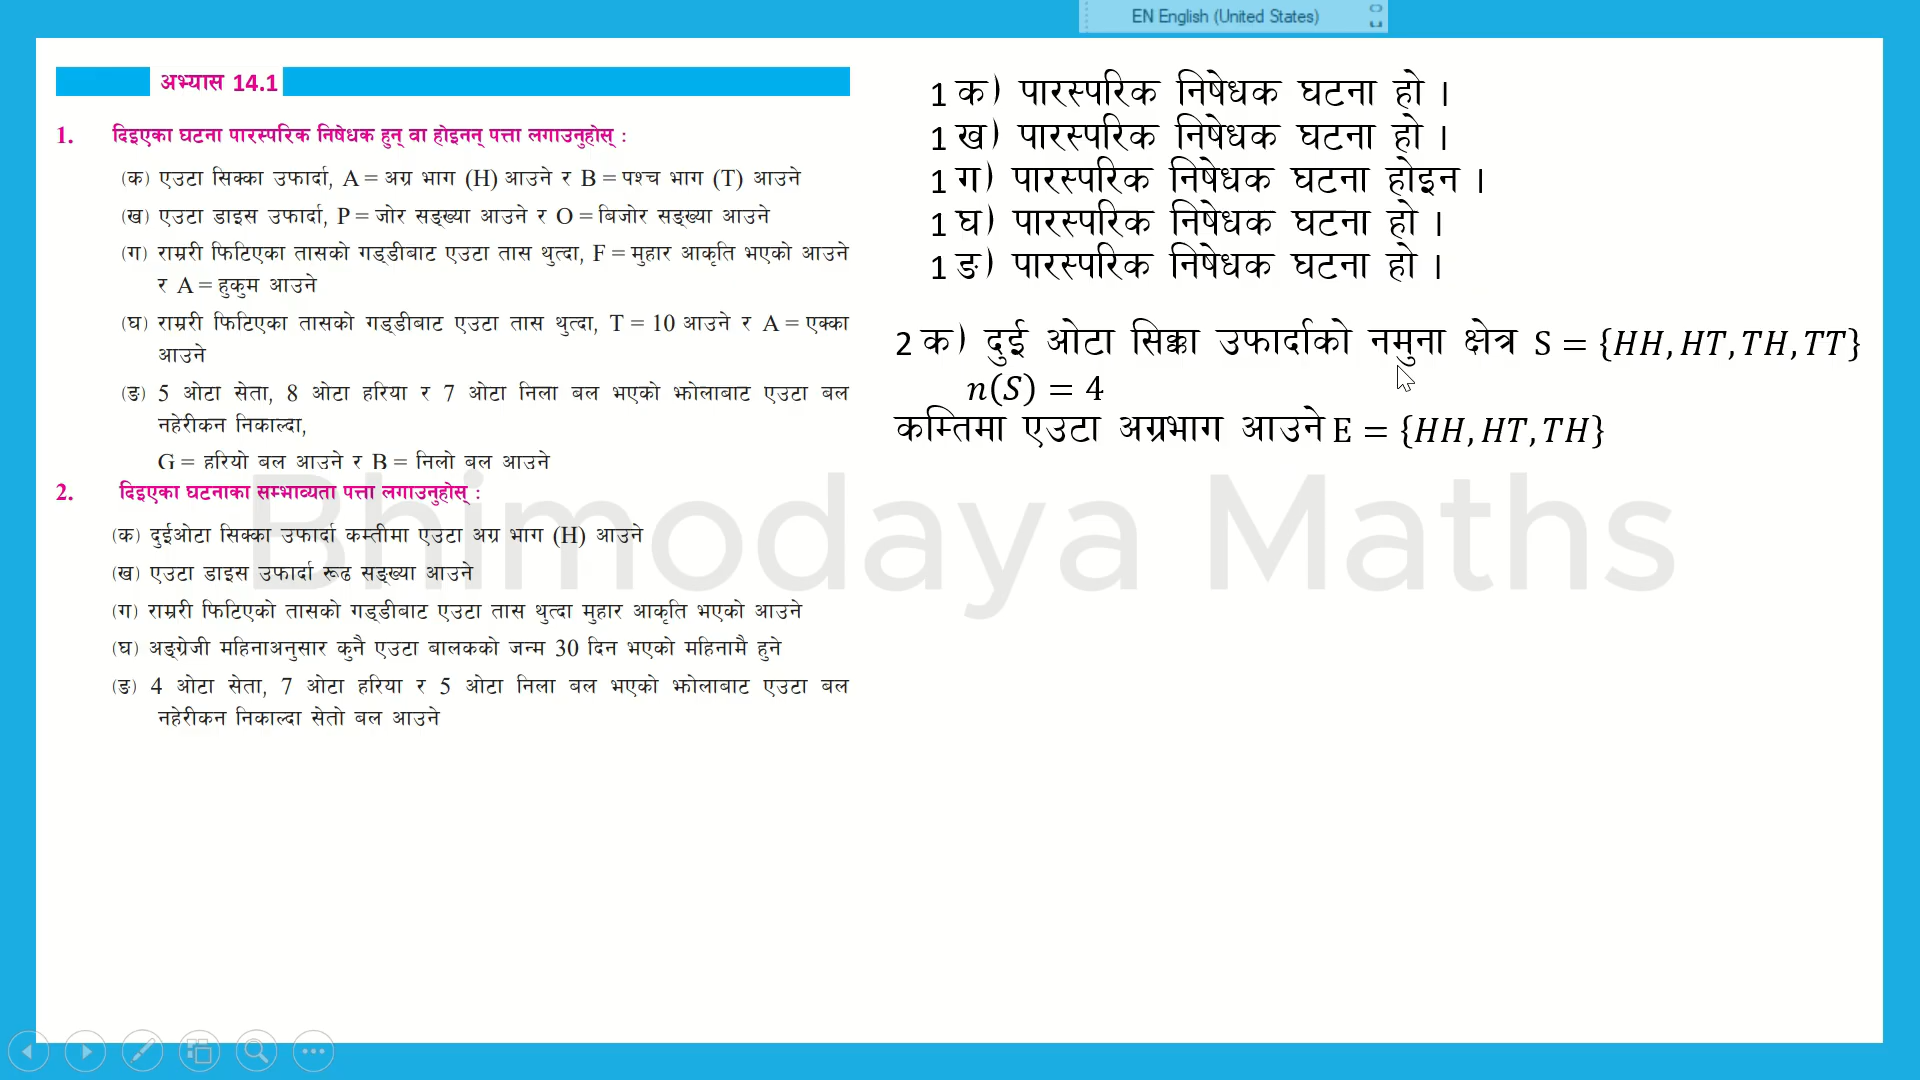 EN English (United States)
अभ्यास 14.1
1. दिइएका घटना पारस्परिक निषेधक हुन् वा होइनन् पत्ता लगाउनुहोस् :
(क) एउटा सिक्का उफार्दा, A = अग्र भाग (H) आउने र B = पश्च भाग (T) आउने
(ख) एउटा डाइस उफार्दा, P = जोर सङ्ख्या आउने र O = बिजोर सङ्ख्या आउने
(ग) राम्ररी फिटिएका तासको गड्डीबाट एउटा तास थुत्दा, F = मुहार आकृति भएको आउने
र A = हुकुम आउने
(घ) राम्ररी फिटिएका तासको गड्डीबाट एउटा तास थुत्दा, T = 10 आउने र A = एक्का
आउने
(ङ) 5 ओटा सेता, 8 ओटा हरिया र 7 ओटा निला बल भएको झोलाबाट एउटा बल
नहेरीकन निकाल्दा,
G = हरियो बल आउने र B = निलो बल आउने
2. दिइएका घटनाका सम्भाव्यता पत्ता लगाउनुहोस् :
(क) दुईओटा सिक्का उफार्दा कम्तीमा एउटा अग्र भाग (H) आउने
(ख) एउटा डाइस उफार्दा रूढ सङ्ख्या आउने
(ग) राम्ररी फिटिएको तासको गड्डीबाट एउटा तास थुत्दा मुहार आकृति भएको आउने
(घ) अङ्ग्रेजी महिनाअनुसार कुनै एउटा बालकको जन्म 30 दिन भएको महिनामै हुने
(ङ) 4 ओटा सेता, 7 ओटा हरिया र 5 ओटा निला बल भएको झोलाबाट एउटा बल
नहेरीकन निकाल्दा सेतो बल आउने
1 क) पारस्परिक निषेधक घटना हो ।
1 ख) पारस्परिक निषेधक घटना हो ।
1 ग) पारस्परिक निषेधक घटना होइन ।
1 घ) पारस्परिक निषेधक घटना हो ।
1 ङ) पारस्परिक निषेधक घटना हो ।
2 क) दुई ओटा सिक्का उफार्दाको नमुना क्षेत्र S = {HH, HT, TH, TT}
n(S) = 4
कम्तिमा एउटा अग्रभाग आउने E = {HH, HT, TH}
Bhimodaya Maths